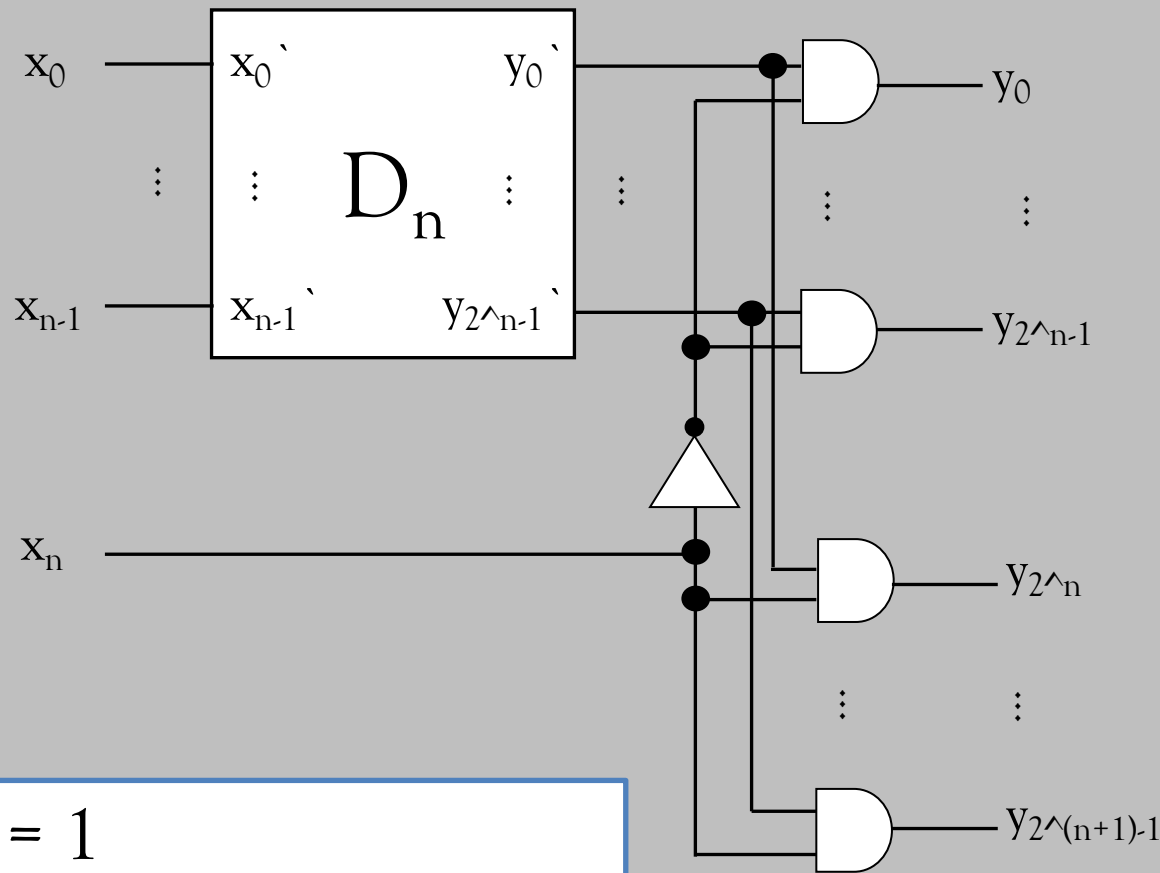 x₀ x₀` y₀` y₀
⋮ ⋮ Dₙ ⋮ ⋮ ⋮ ⋮
xₙ₋₁ xₙ₋₁` y₂^ₙ₋₁` y₂^ₙ₋₁
xₙ y₂^ₙ
⋮ ⋮
y₂^₍ₙ₊₁₎₋₁
= 1